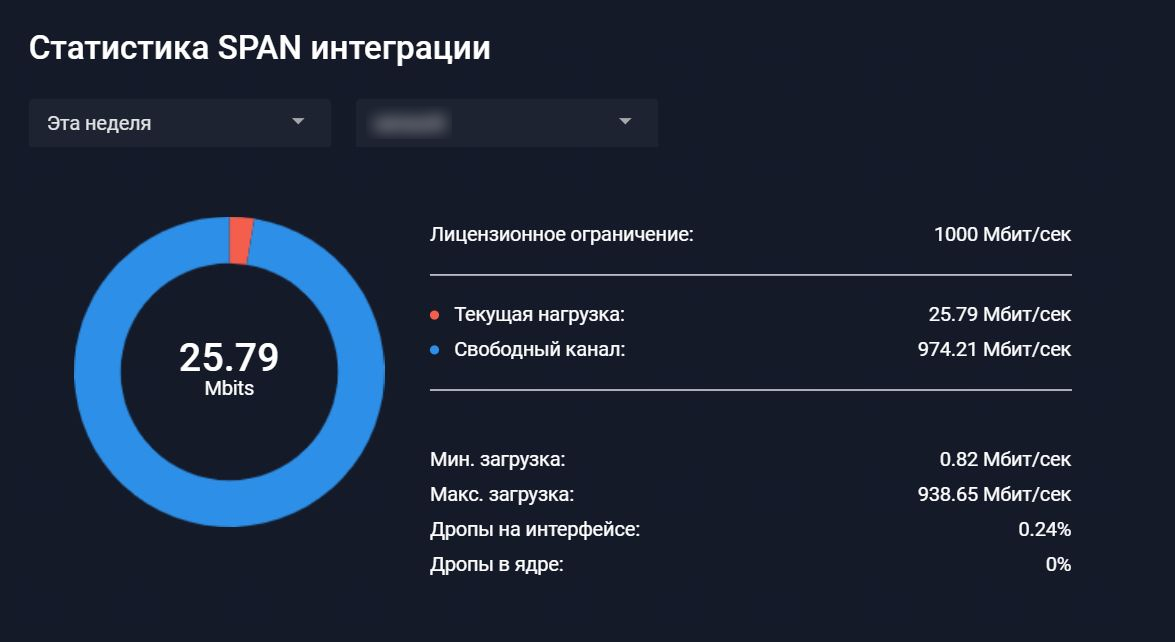 Статистика SPAN интеграции
Эта неделя
Лицензионное ограничение: 1000 Мбит/сек
Текущая нагрузка: 25.79 Мбит/сек
Свободный канал: 974.21 Мбит/сек
25.79
Mbits
Мин. загрузка: 0.82 Мбит/сек
Макс. загрузка: 938.65 Мбит/сек
Дропы на интерфейсе: 0.24%
Дропы в ядре: 0%